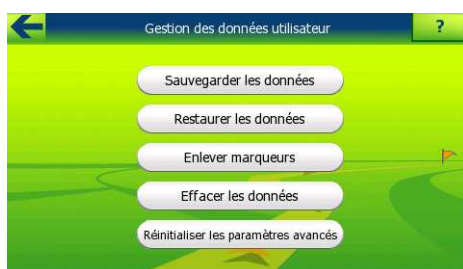 Gestion des données utilisateur
?
Sauvegarder les données
Restaurer les données
Enlever marqueurs
Effacer les données
Réinitialiser les paramètres avancés